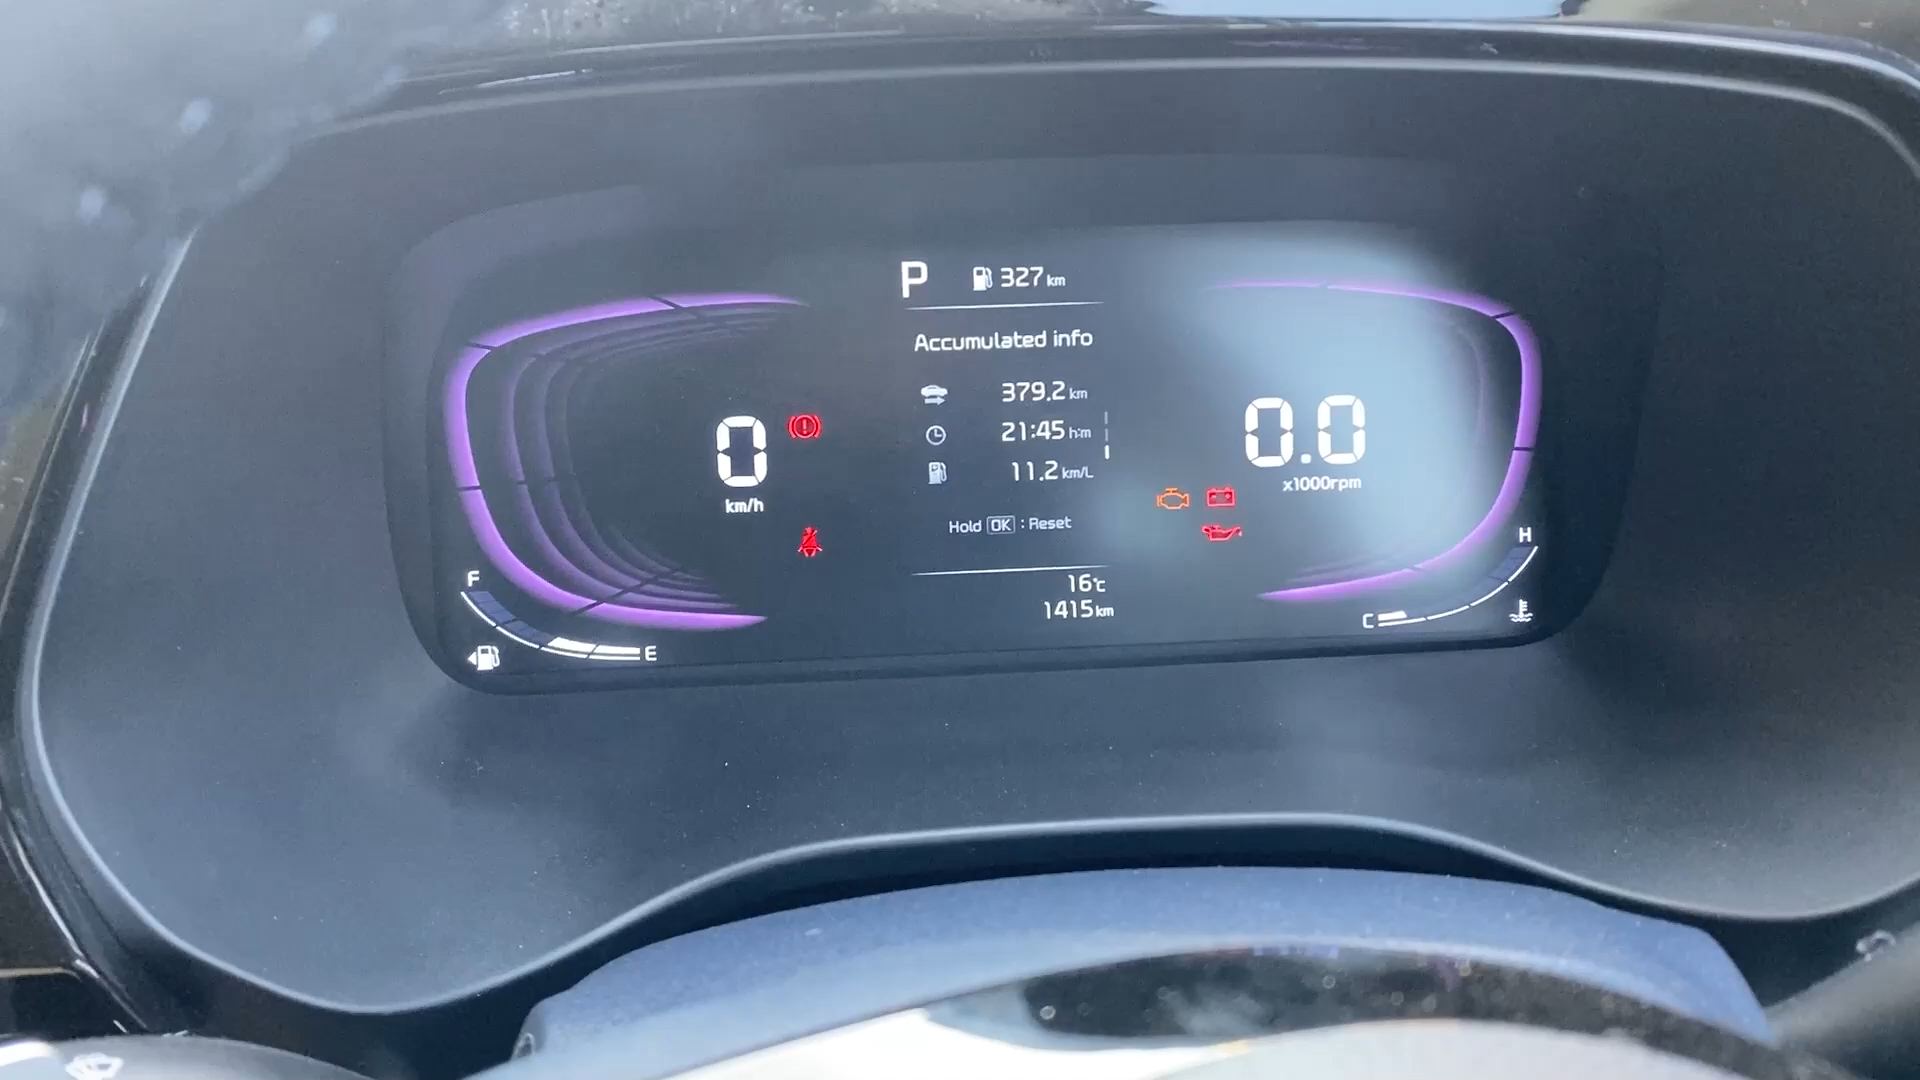 P 327 km
Accumulated info
379.2 km
21:45 h:m
11.2 km/L
Hold OK : Reset
16℃
1415 km
0
km/h
0.0
x1000rpm
F
E
H
C